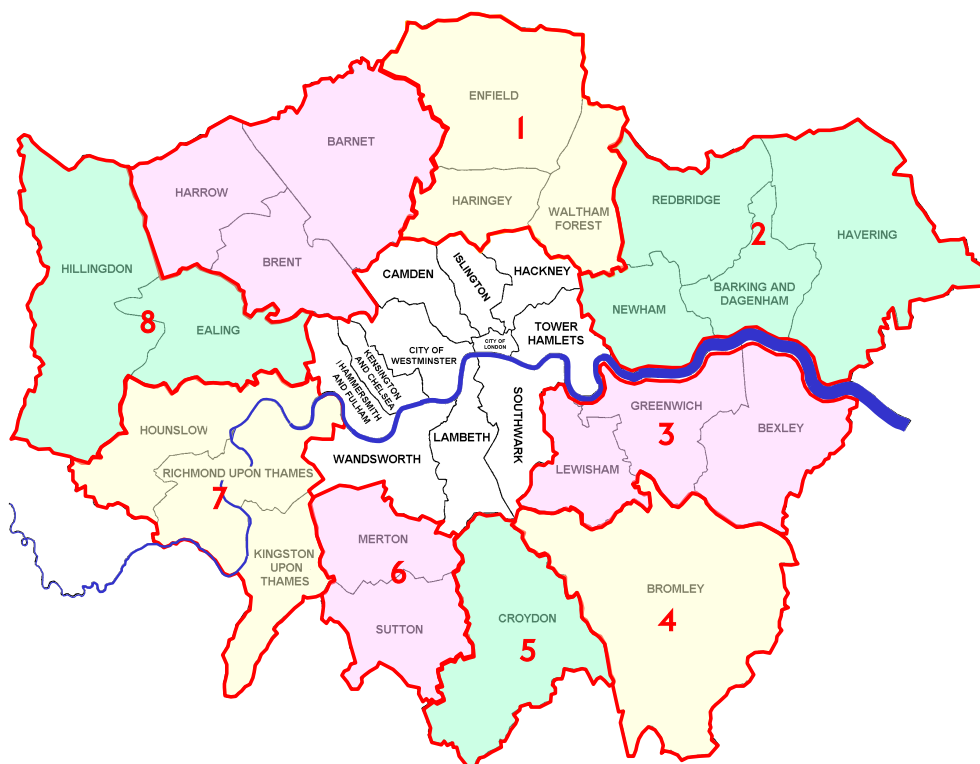 ENFIELD
1
BARNET
HARROW
HARINGEY
WALTHAM
FOREST
REDBRIDGE
2
HAVERING
BRENT
HILLINGDON
CAMDEN
ISLINGTON
HACKNEY
BARKING AND
DAGENHAM
NEWHAM
8
EALING
TOWER
HAMLETS
CITY OF
LONDON
CITY OF
WESTMINSTER
KENSINGTON
AND CHELSEA
HAMMERSMITH
AND FULHAM
SOUTHWARK
GREENWICH
3
BEXLEY
HOUNSLOW
LAMBETH
WANDSWORTH
LEWISHAM
RICHMOND UPON THAMES
7
MERTON
6
KINGSTON
UPON
THAMES
BROMLEY
4
SUTTON
CROYDON
5